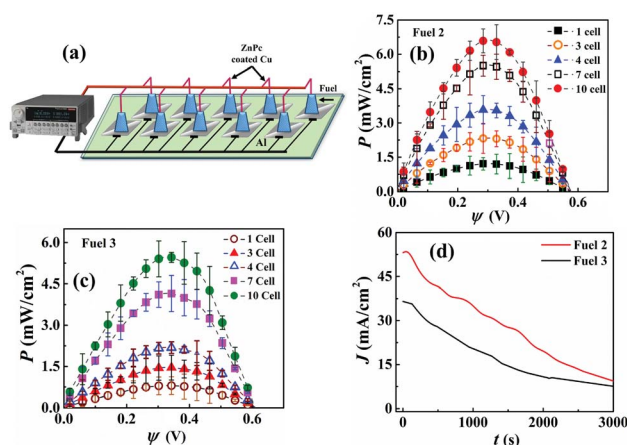 (a)
ZnPc
coated Cu
Fuel
Al
Fuel 2
(b)
1 cell
3 cell
4 cell
7 cell
10 cell
P (mW/cm²)
7.5
6.0
4.5
3.0
1.5
0.0
0.0 0.2 0.4 0.6
ψ (V)
Fuel 3
(c)
1 Cell
3 Cell
4 Cell
7 Cell
10 Cell
P (mW/cm²)
6.0
4.5
3.0
1.5
0.0
0.0 0.2 0.4 0.6
ψ (V)
(d)
Fuel 2
Fuel 3
J (mA/cm²)
60
45
30
15
0
0 1000 2000 3000
t (s)